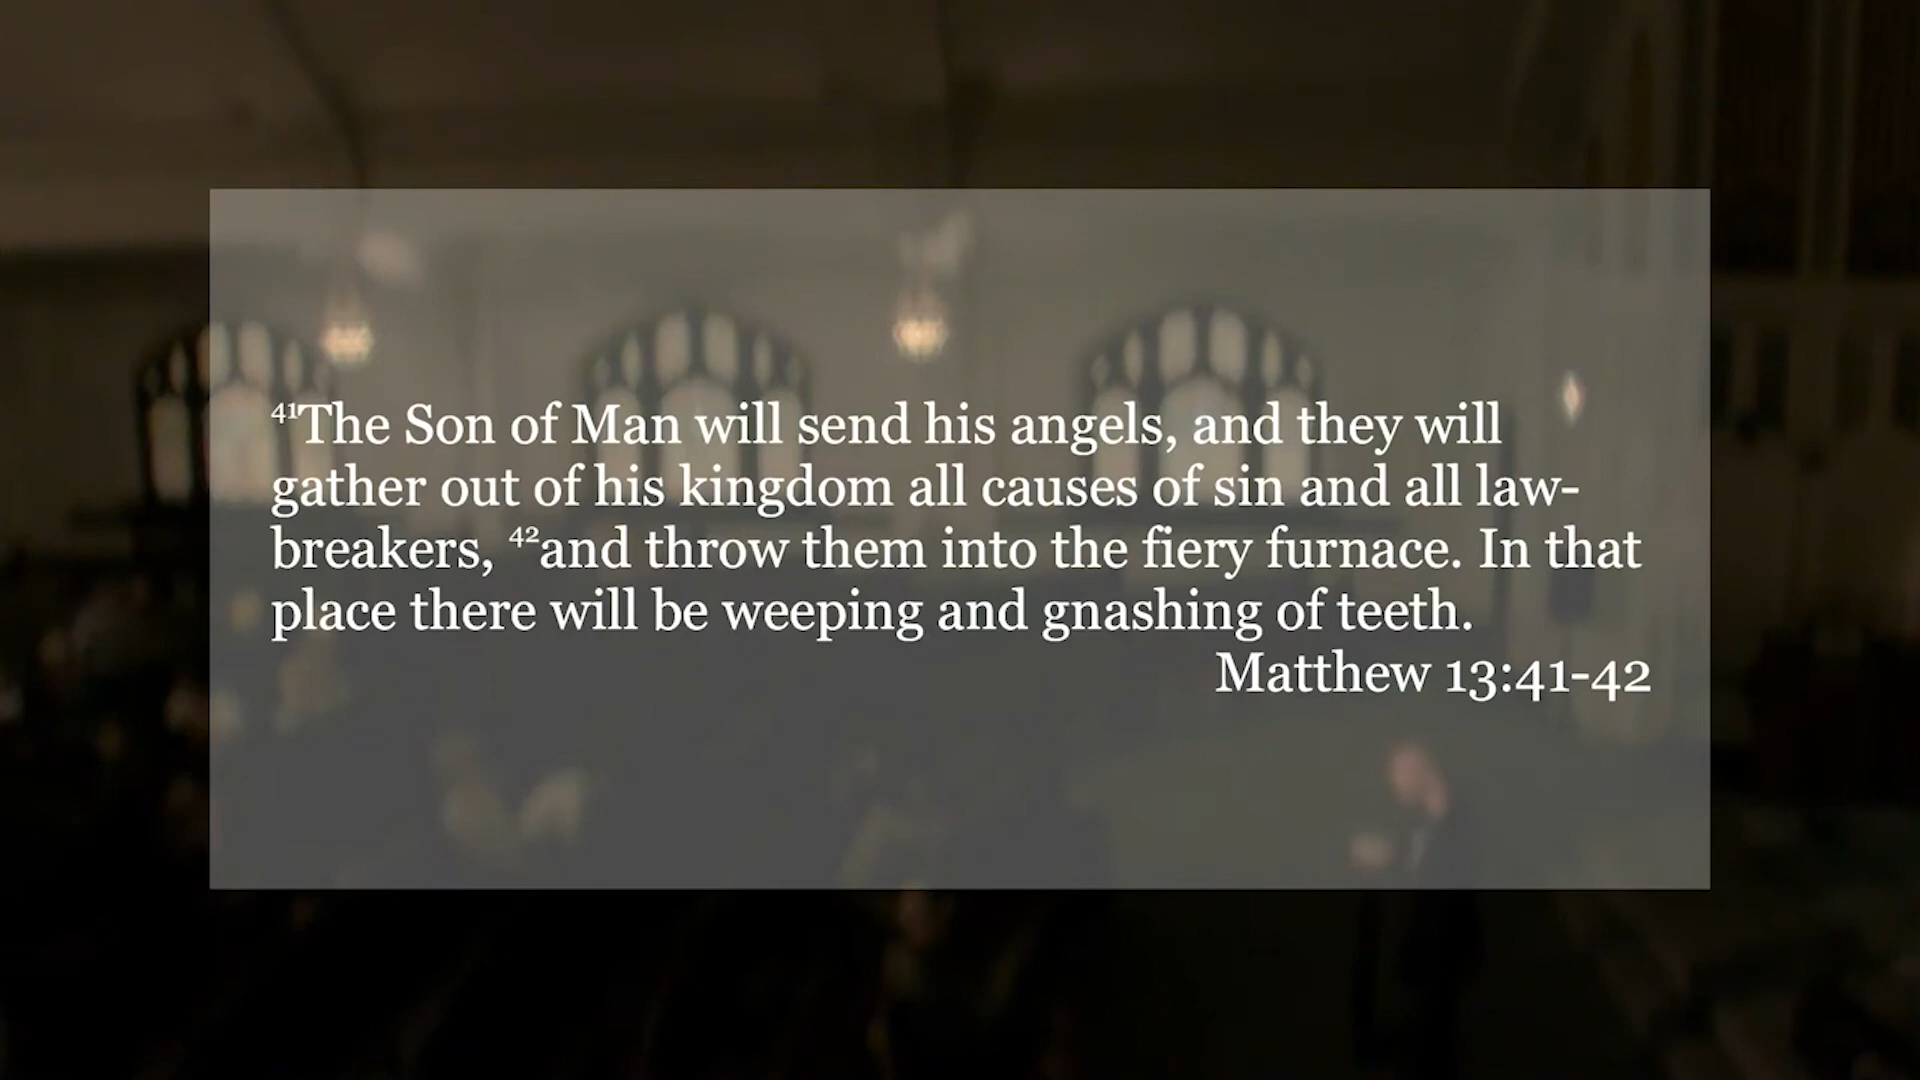 ⁴¹The Son of Man will send his angels, and they will
gather out of his kingdom all causes of sin and all law-
breakers, ⁴²and throw them into the fiery furnace. In that
place there will be weeping and gnashing of teeth.
Matthew 13:41-42